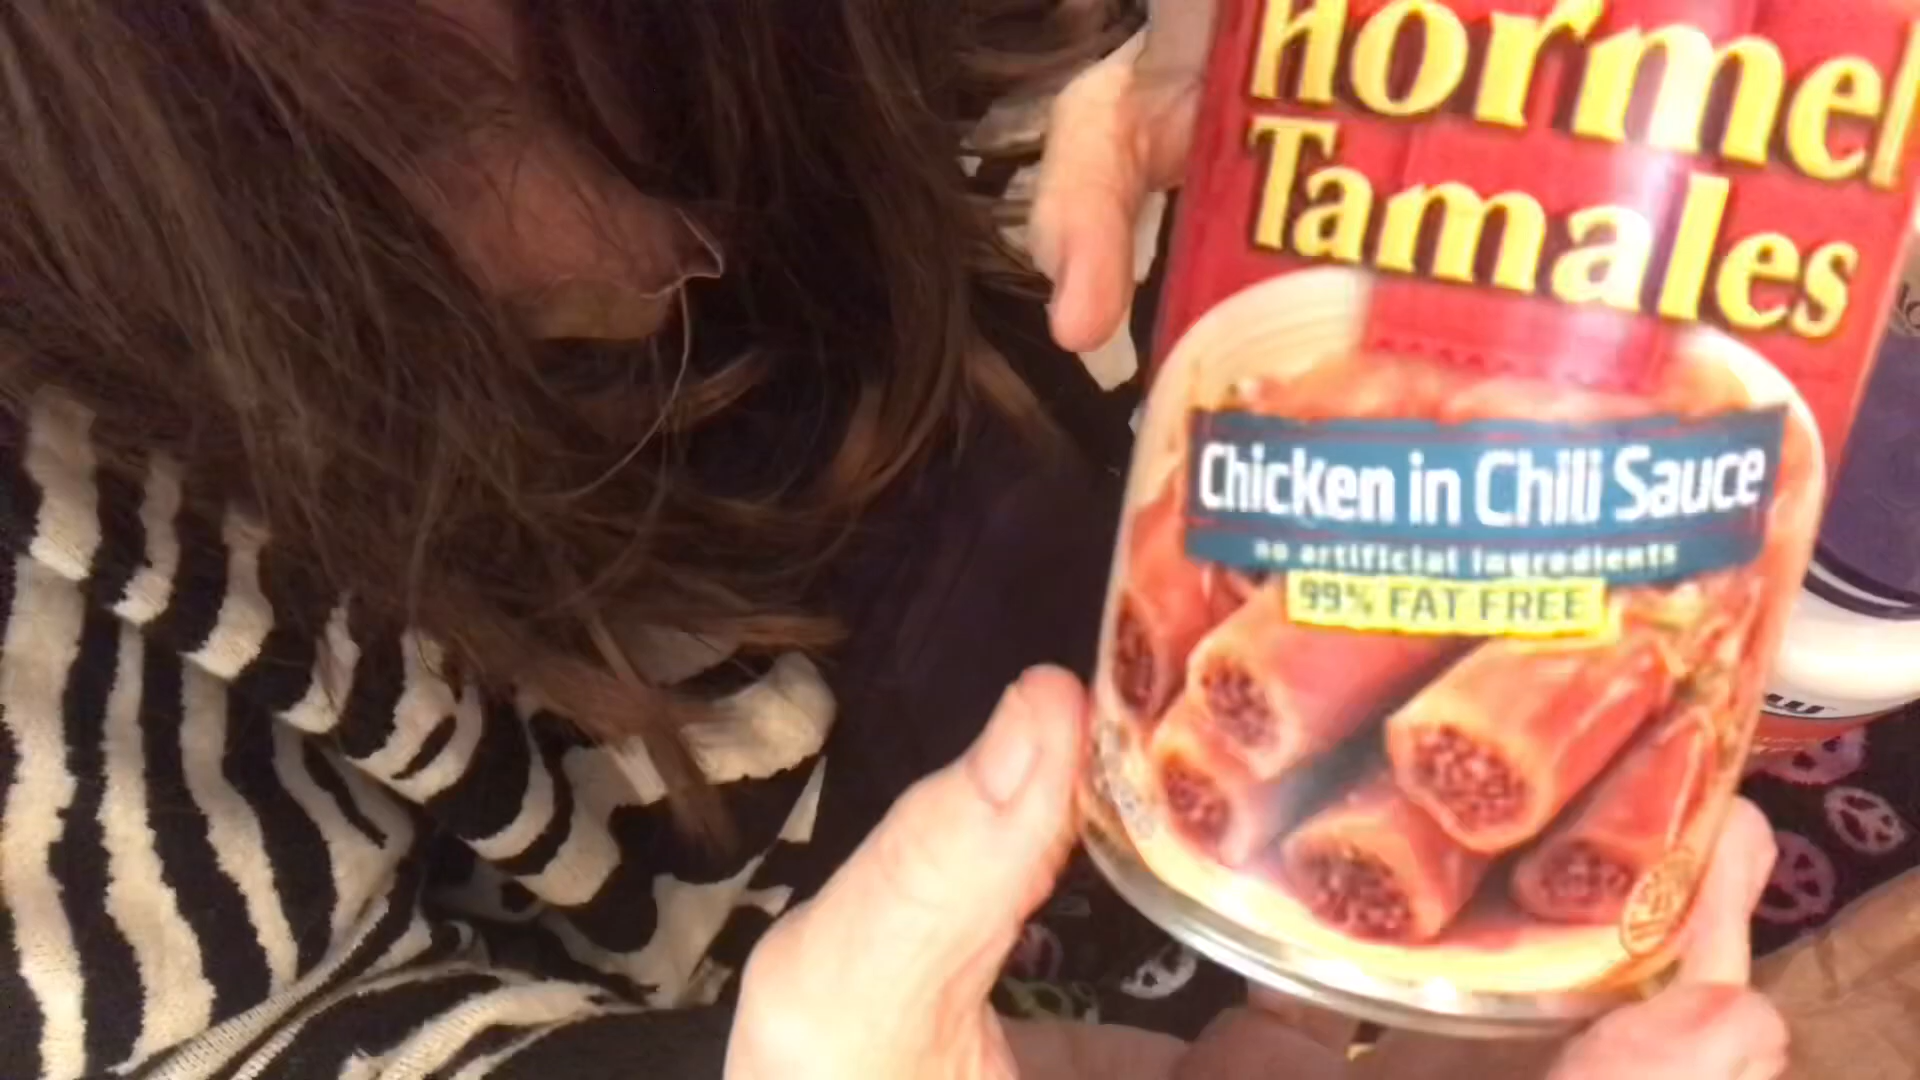 Hormel
Tamales
Chicken in Chili Sauce
no artificial ingredients
99% FAT FREE